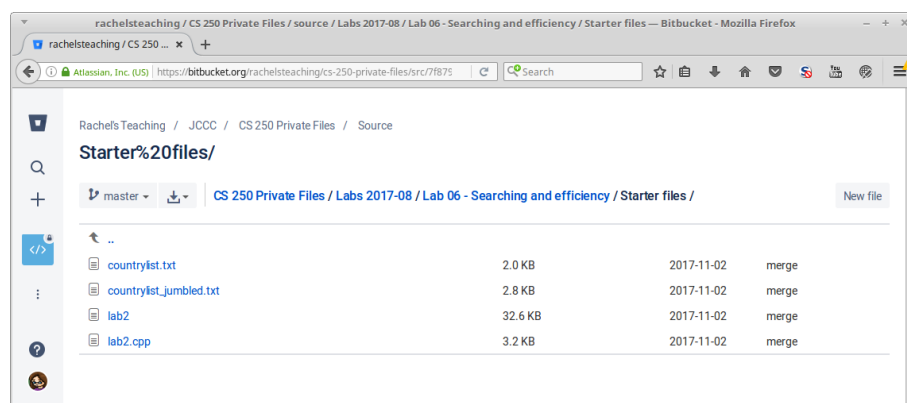 rachelsteaching / CS 250 Private Files / source / Labs 2017-08 / Lab 06 - Searching and efficiency / Starter files — Bitbucket - Mozilla Firefox
rachelsteaching / CS 250 ...
Atlassian, Inc. (US) https://bitbucket.org/rachelsteaching/cs-250-private-files/src/7f879 Search
Rachel's Teaching / JCCC / CS 250 Private Files / Source
Starter%20files/
master CS 250 Private Files / Labs 2017-08 / Lab 06 - Searching and efficiency / Starter files / New file
..
countrylist.txt 2.0 KB 2017-11-02 merge
countrylist_jumbled.txt 2.8 KB 2017-11-02 merge
lab2 32.6 KB 2017-11-02 merge
lab2.cpp 3.2 KB 2017-11-02 merge